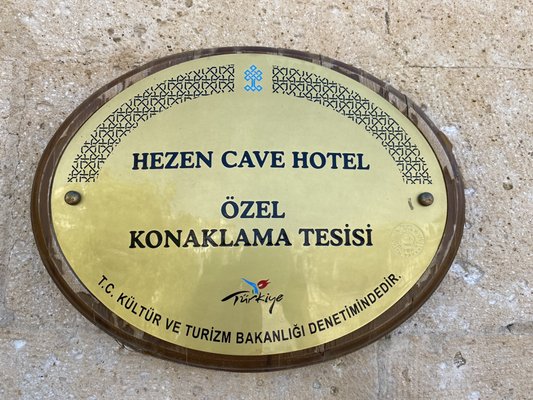 HEZEN CAVE HOTEL
ÖZEL
KONAKLAMA TESİSİ
Türkiye
T.C. KÜLTÜR VE TURİZM BAKANLIĞI DENETİMİNDEDİR.